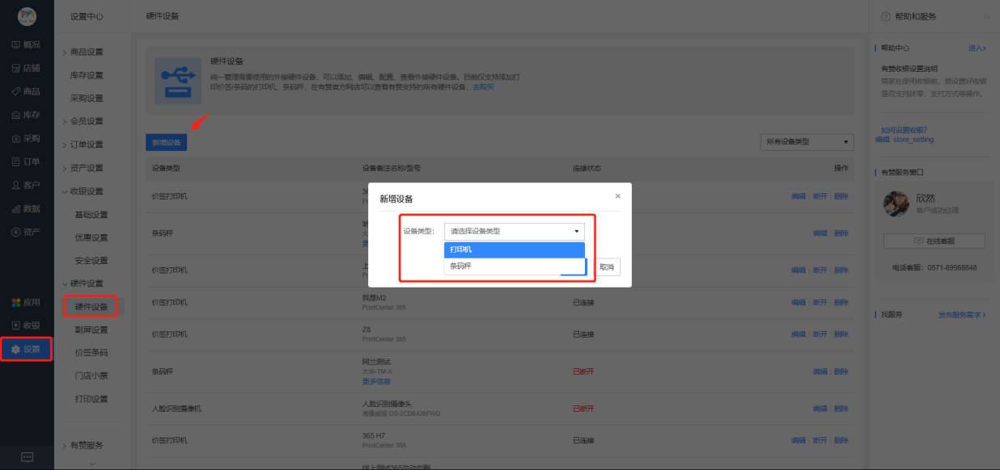 设置中心
硬件设备
帮助和服务
概况
店铺
商品
库存
采购
订单
客户
数据
资产
应用
收银
设置
商品设置
库存设置
采购设置
会员设置
订单设置
资产设置
收银设置
基础设置
优惠设置
安全设置
硬件设置
硬件设备
副屏设置
价签条码
门店小票
打印设置
有赞服务
硬件设备
统一管理需要使用的外接硬件设备，可以添加、编辑、配置、查看外接硬件设备。目前仅支持添加打
印价签/条码的打印机、条码秤，在有赞官方网店可以查看有赞支持的所有硬件设备，去购买
新增设备
所有设备类型
设备类型 设备备注名称/型号 连接状态 操作
价签打印机 编辑 断开 删除
条码秤 编辑 删除
价签打印机 编辑 断开 删除
价签打印机 我是M2 已连接 编辑 断开 删除
PrintCenter 365
价签打印机 Z8 已连接 编辑 断开 删除
PrintCenter 365
条码秤 阿兰测试 已断开 编辑 删除
大华-TM-A
更多信息
人脸识别摄像机 人脸识别摄像头 已断开 编辑 删除
海康威视 DS-2CD8426FWD
价签打印机 365 H7 已连接 编辑 断开 删除
PrintCenter 365
线上测试365勿动勿删
新增设备 ×
设备类型： 请选择设备类型
打印机
条码秤
取消
帮助中心 进入
有赞收银设置说明
商家在使用收银前，需设置好收银
是否支持抹零、支付方式等操作。
如何设置收银?
编辑: store_setting
有赞服务窗口
欣然
客户成功经理
在线客服
电话客服：0571-89988848
找服务 发布服务需求